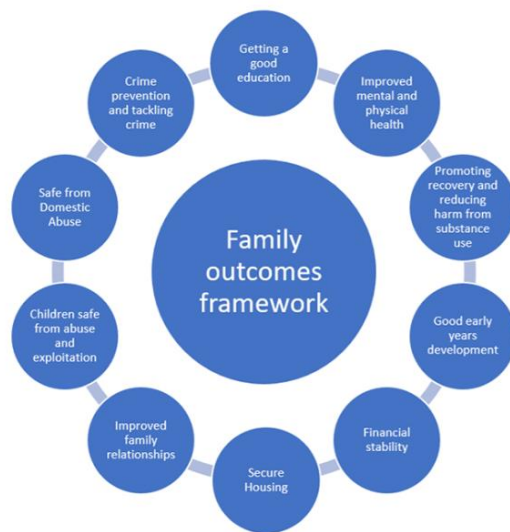 Getting a
good
education
Improved
mental and
physical
health
Promoting
recovery and
reducing
harm from
substance
use
Good early
years
development
Financial
stability
Secure
Housing
Improved
family
relationships
Children safe
from abuse
and
exploitation
Safe from
Domestic
Abuse
Crime
prevention
and tackling
crime
Family
outcomes
framework